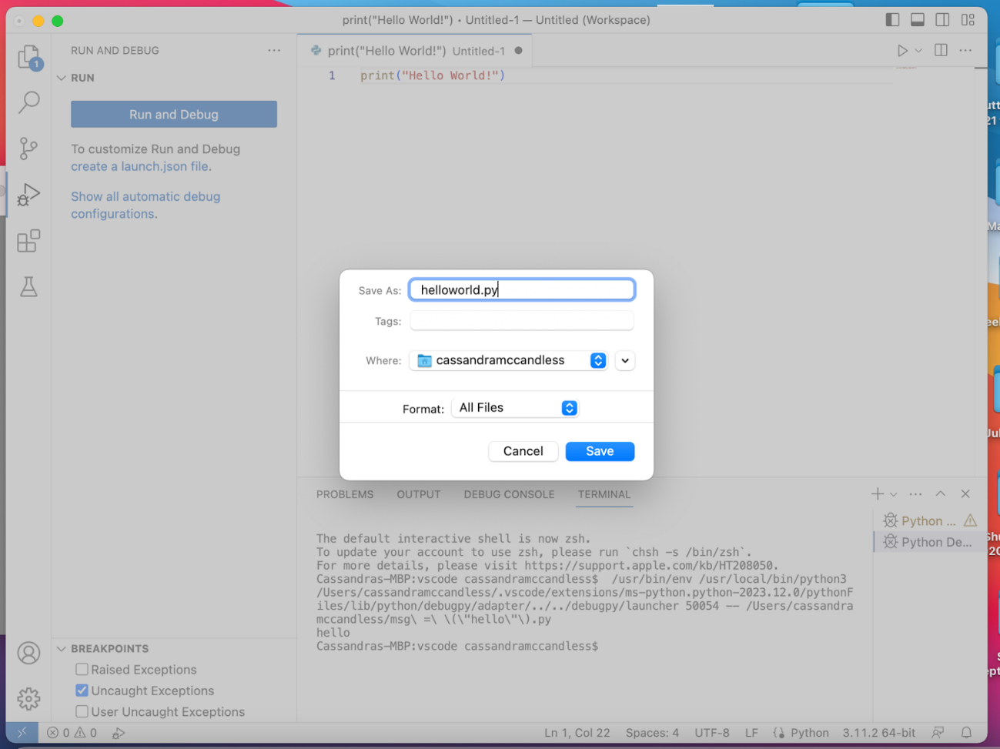 print("Hello World!") • Untitled-1 — Untitled (Workspace)
RUN AND DEBUG
RUN
Run and Debug
To customize Run and Debug
create a launch.json file.
Show all automatic debug
configurations.
print("Hello World!") Untitled-1
1 print("Hello World!")
Save As: helloworld.py
Tags:
Where: cassandramccandless
Format: All Files
Cancel Save
PROBLEMS OUTPUT DEBUG CONSOLE TERMINAL
The default interactive shell is now zsh.
To update your account to use zsh, please run `chsh -s /bin/zsh`.
For more details, please visit https://support.apple.com/kb/HT208050.
Cassandras-MBP:vscode cassandramccandless$  /usr/bin/env /usr/local/bin/python3
/Users/cassandramccandless/.vscode/extensions/ms-python.python-2023.12.0/pythonF
iles/lib/python/debugpy/adapter/../../debugpy/launcher 50054 -- /Users/cassandra
mccandless/msg\ =\ \(\"hello\"\).py
hello
Cassandras-MBP:vscode cassandramccandless$
Python ...
Python De...
BREAKPOINTS
Raised Exceptions
Uncaught Exceptions
User Uncaught Exceptions
1
0 0
Ln 1, Col 22 Spaces: 4 UTF-8 LF Python 3.11.2 64-bit